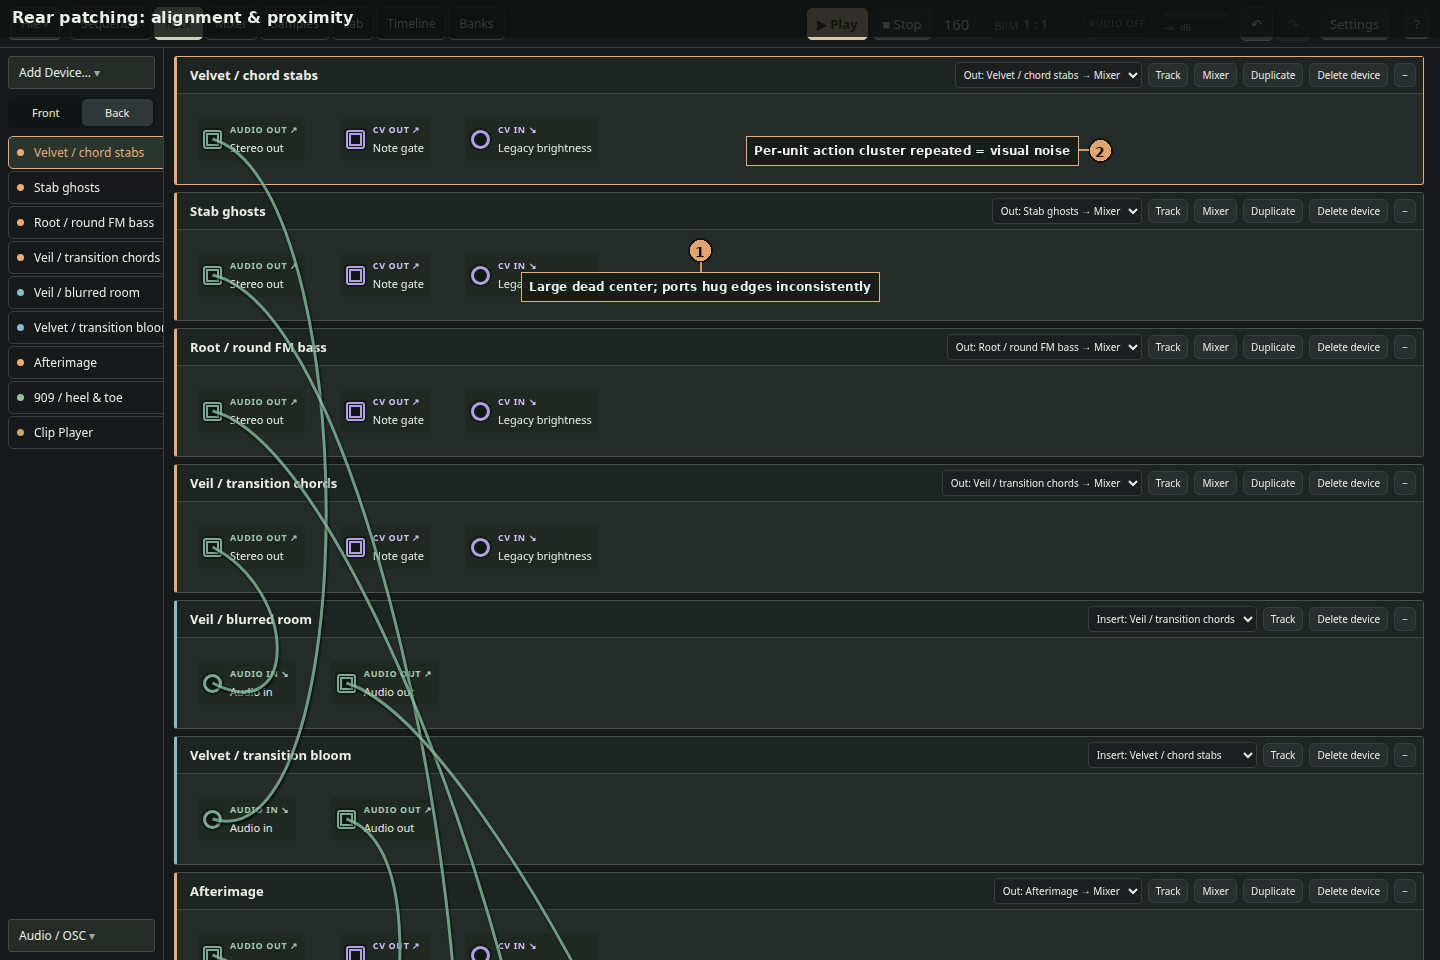 Rear patching: alignment & proximity
Timeline
Banks
▶ Play
■ Stop
160
BPM
1 : 1
AUDIO OFF
Settings
?
Add Device... ▾
Front
Back
Velvet / chord stabs
Stab ghosts
Root / round FM bass
Veil / transition chords
Veil / blurred room
Velvet / transition bloor
Afterimage
909 / heel & toe
Clip Player
Audio / OSC ▾
Velvet / chord stabs
Out: Velvet / chord stabs → Mixer
Track
Mixer
Duplicate
Delete device
−
AUDIO OUT ↗
Stereo out
CV OUT ↗
Note gate
CV IN ↘
Legacy brightness
Per-unit action cluster repeated = visual noise
2
Stab ghosts
Out: Stab ghosts → Mixer
Track
Mixer
Duplicate
Delete device
−
1
AUDIO OUT ↗
Stereo out
CV OUT ↗
Note gate
CV IN ↘
Lega
Large dead center; ports hug edges inconsistently
Root / round FM bass
Out: Root / round FM bass → Mixer
Track
Mixer
Duplicate
Delete device
−
AUDIO OUT ↗
Stereo out
CV OUT ↗
Note gate
CV IN ↘
Legacy brightness
Veil / transition chords
Out: Veil / transition chords → Mixer
Track
Mixer
Duplicate
Delete device
−
AUDIO OUT ↗
Stereo out
CV OUT ↗
Note gate
CV IN ↘
Legacy brightness
Veil / blurred room
Insert: Veil / transition chords
Track
Delete device
−
AUDIO IN ↘
Audio in
AUDIO OUT ↗
Audio out
Velvet / transition bloom
Insert: Velvet / chord stabs
Track
Delete device
−
AUDIO IN ↘
Audio in
AUDIO OUT ↗
Audio out
Afterimage
Out: Afterimage → Mixer
Track
Mixer
Duplicate
Delete device
−
AUDIO OUT ↗
CV OUT ↗
CV IN ↘